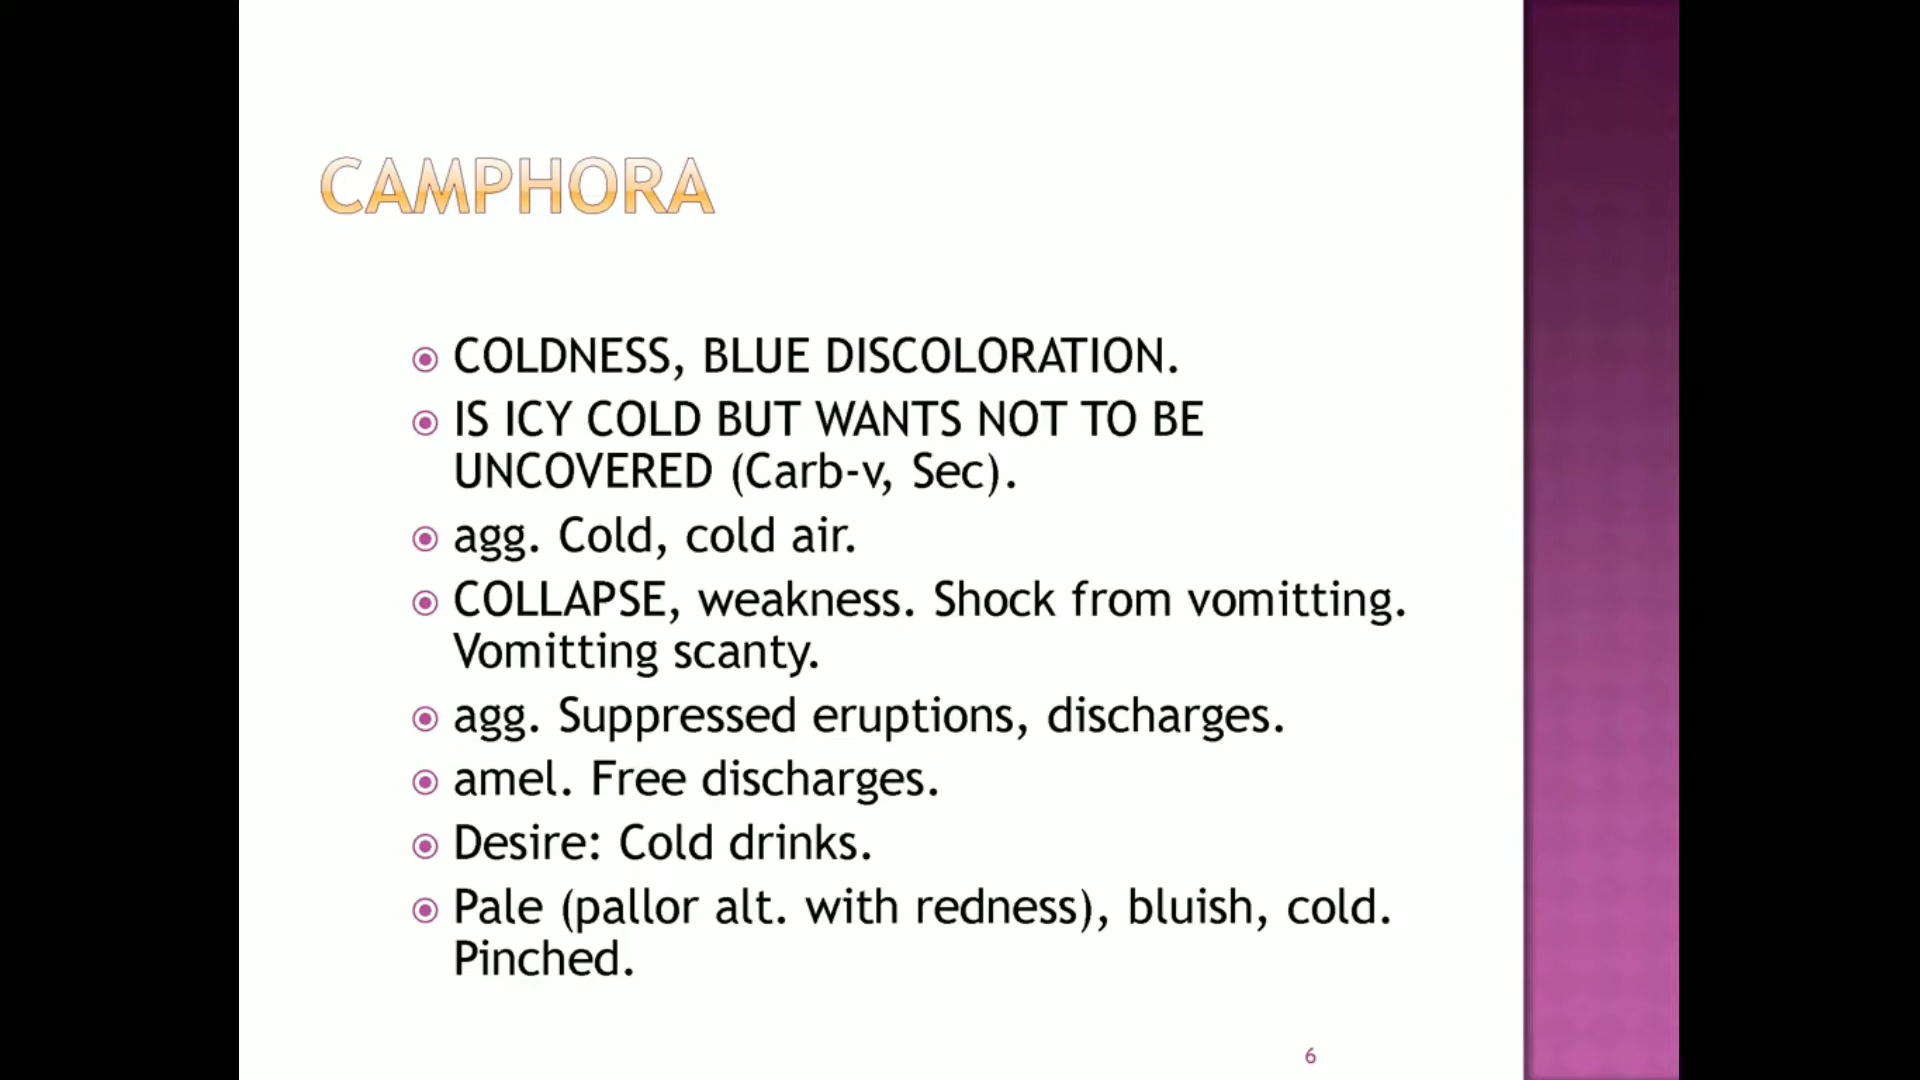 CAMPHORA
COLDNESS, BLUE DISCOLORATION.
IS ICY COLD BUT WANTS NOT TO BE
UNCOVERED (Carb-v, Sec).
agg. Cold, cold air.
COLLAPSE, weakness. Shock from vomitting.
Vomitting scanty.
agg. Suppressed eruptions, discharges.
amel. Free discharges.
Desire: Cold drinks.
Pale (pallor alt. with redness), bluish, cold.
Pinched.
6